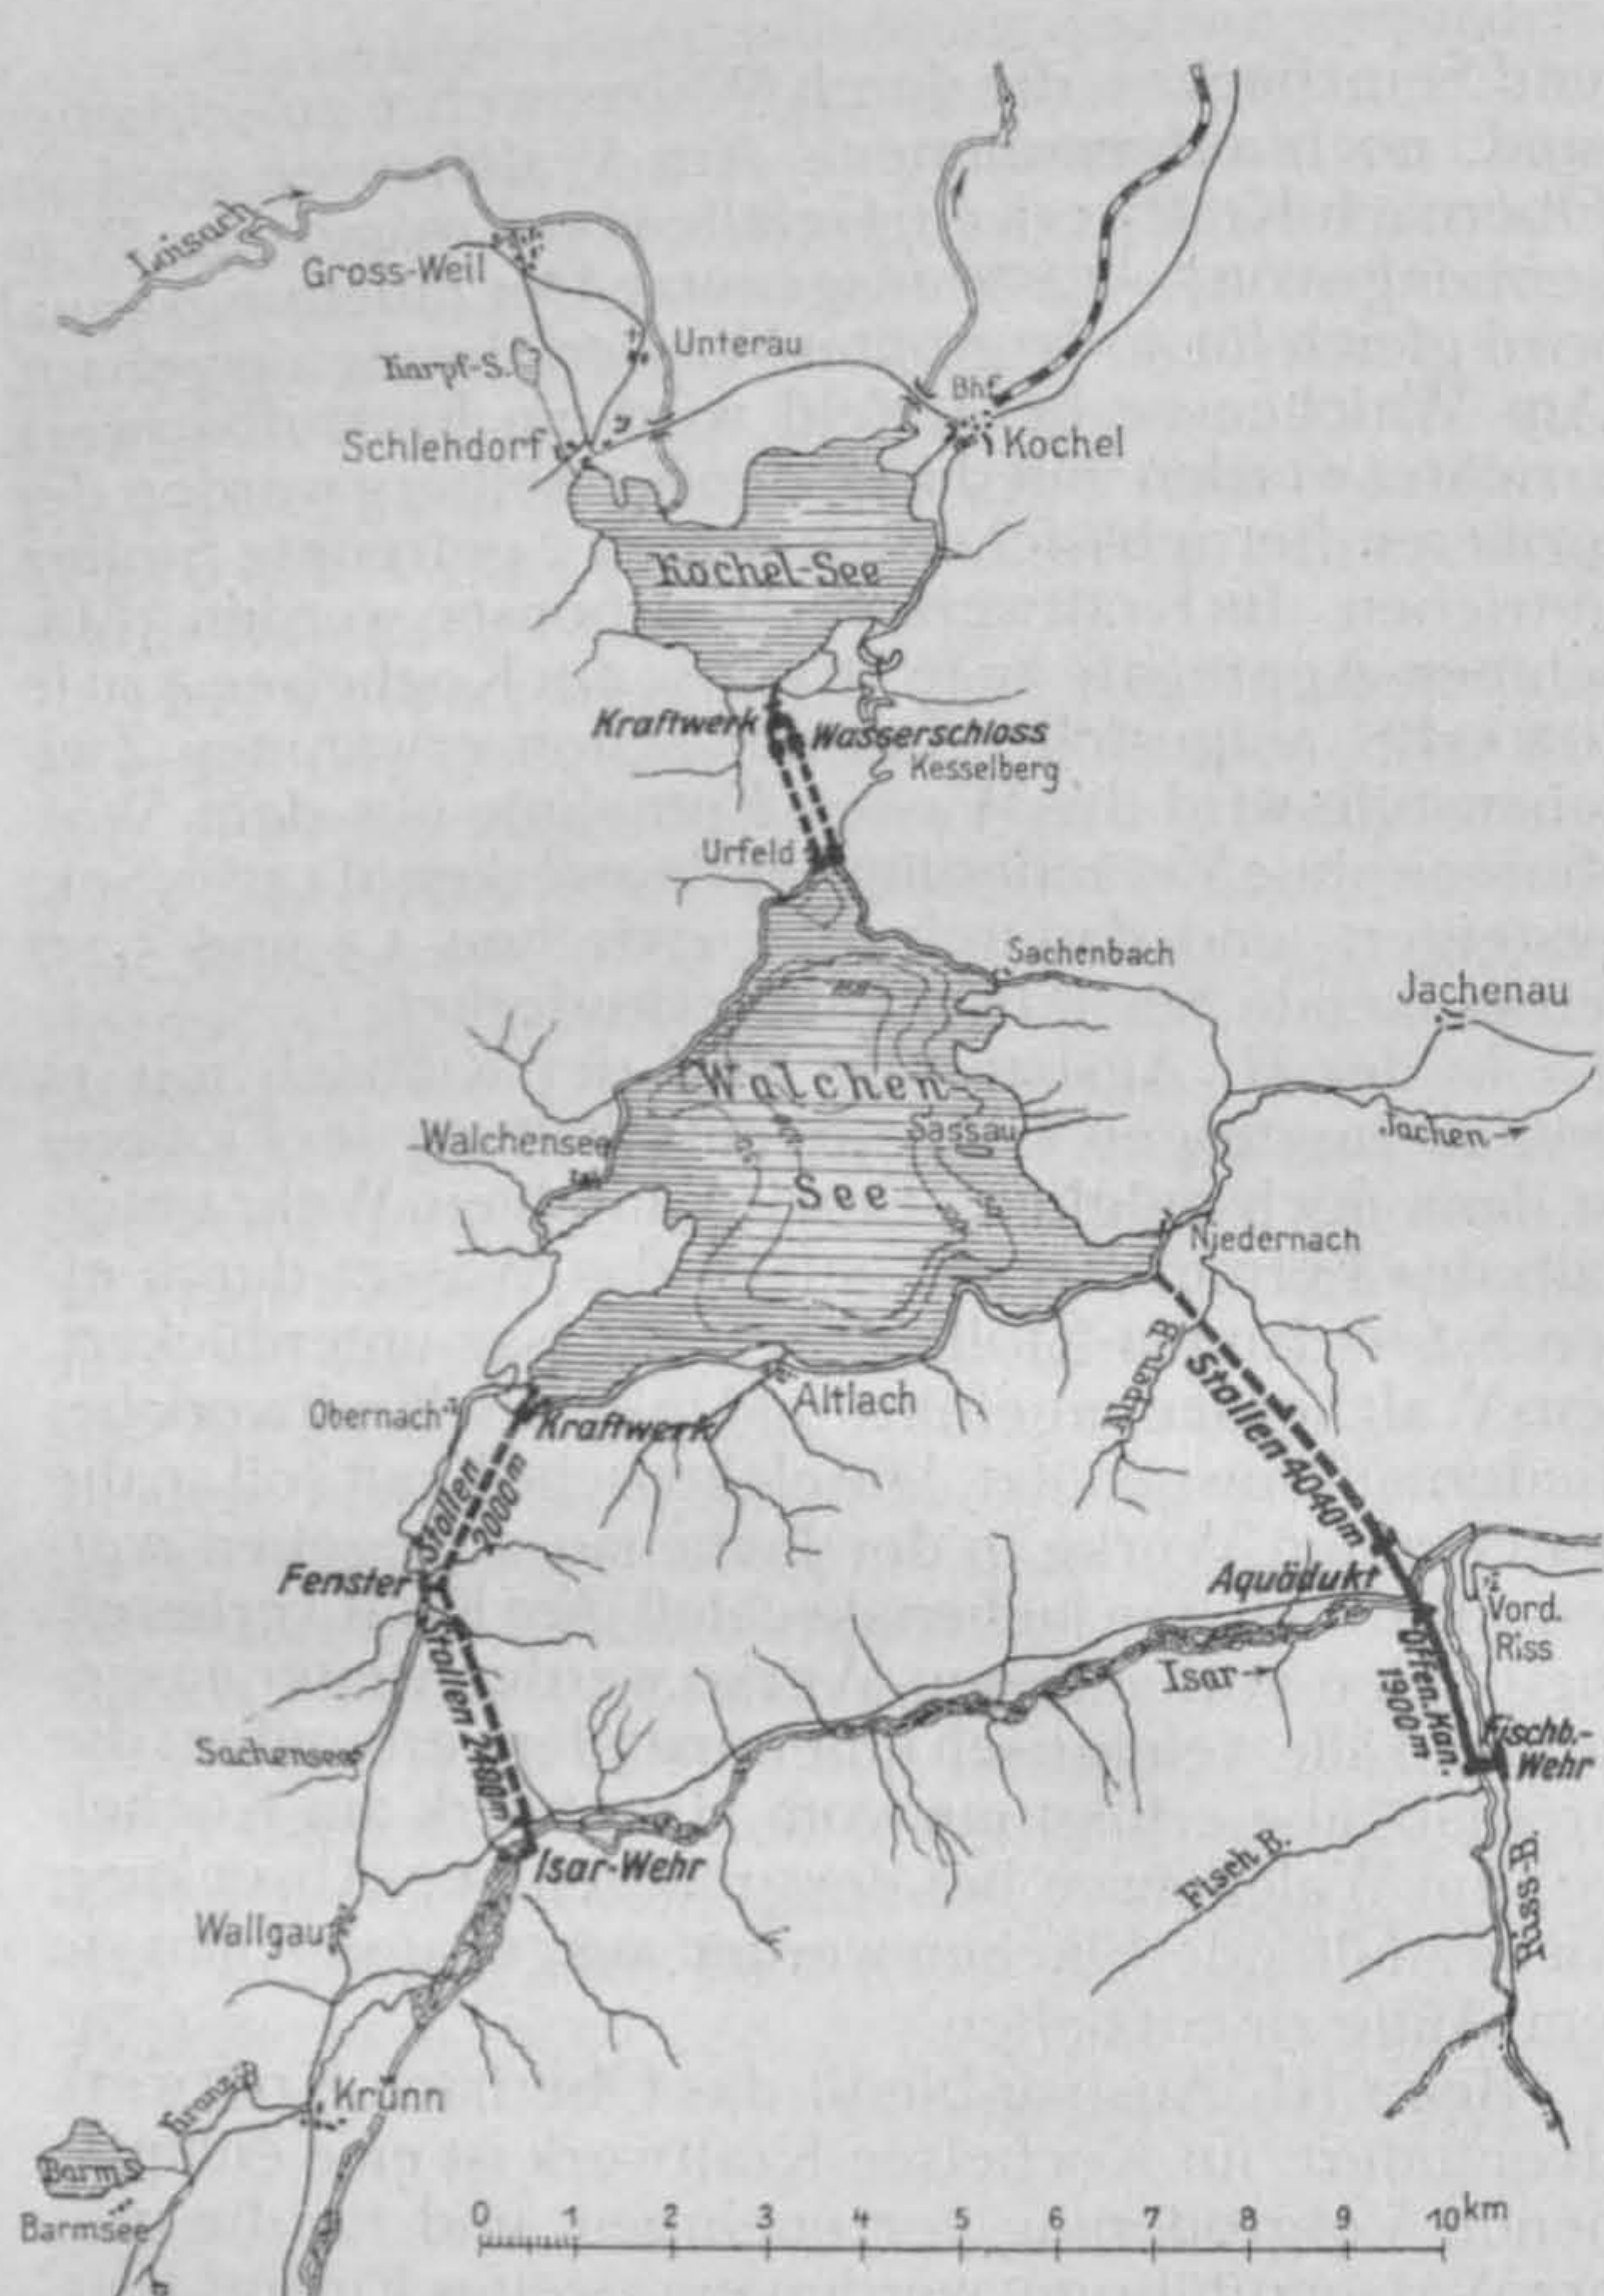 Loisach
Gross-Weil
Unterau
Karpf-S.
Bhf.
Schlehdorf
Kochel
Kochel-See
Kraftwerk
Wasserschloss
Kesselberg
Urfeld
Sachenbach
Jachenau
Walchen-
Sassau
Jachen
Walchensee
See
Niedernach
Alpen-B.
Obernach
Kraftwerk
Altlach
Stollen 4040m
Stollen
2000m
Fenster
Aquädukt
Vord.
Riss
Stollen 2400m
Isar
Offen. Kan.
1900m
Sachensee
Fischb.-
Wehr
Isar-Wehr
Fisch B.
Riss-B.
Wallgau
Kranz-B
Krünn
Barm S.
Barmsee
0 1 2 3 4 5 6 7 8 9 10 km